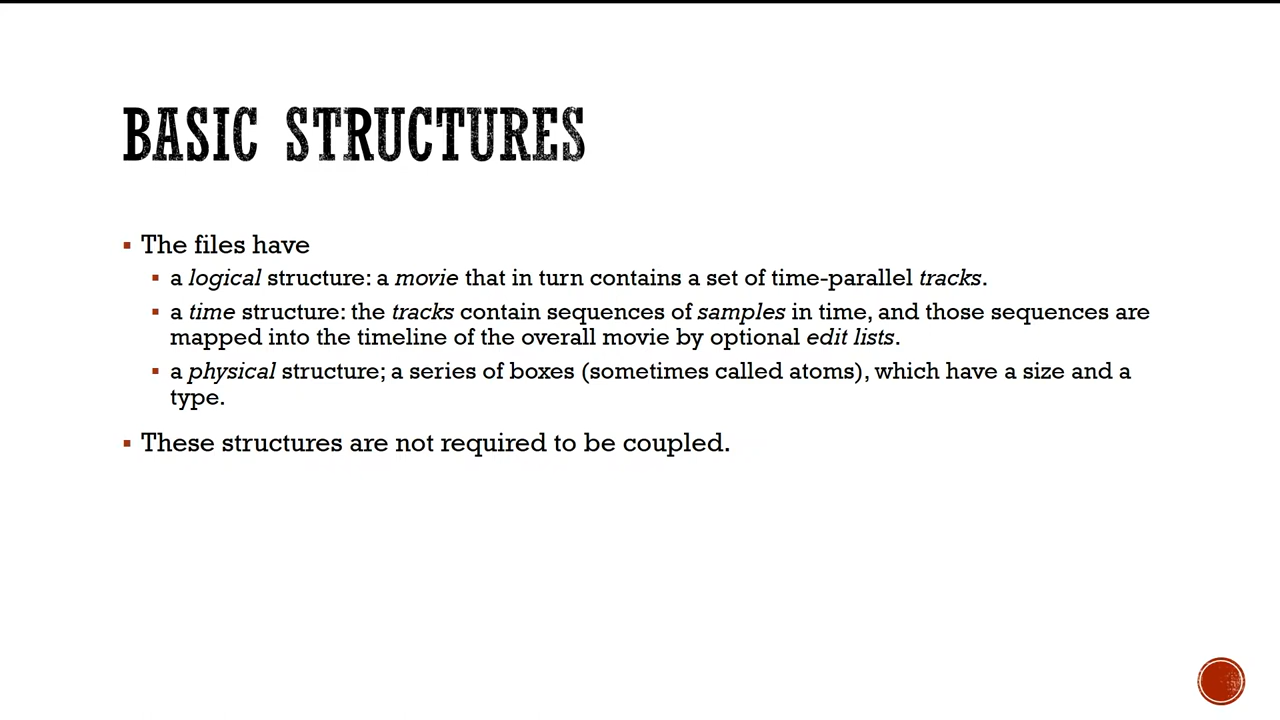 BASIC STRUCTURES
The files have
a logical structure: a movie that in turn contains a set of time-parallel tracks.
a time structure: the tracks contain sequences of samples in time, and those sequences are
mapped into the timeline of the overall movie by optional edit lists.
a physical structure; a series of boxes (sometimes called atoms), which have a size and a
type.
These structures are not required to be coupled.